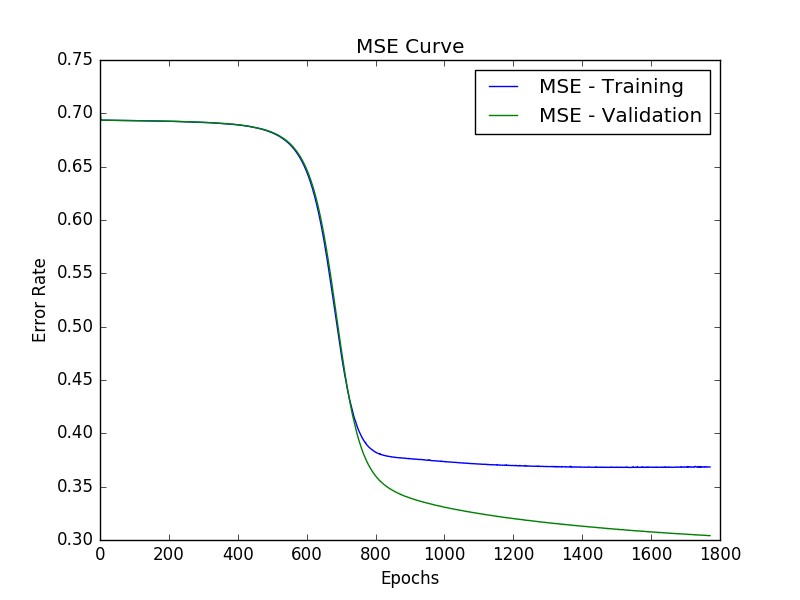 MSE Curve
MSE - Training
MSE - Validation
0.75
0.70
0.65
0.60
0.55
0.50
0.45
0.40
0.35
0.30
Error Rate
0 200 400 600 800 1000 1200 1400 1600 1800
Epochs